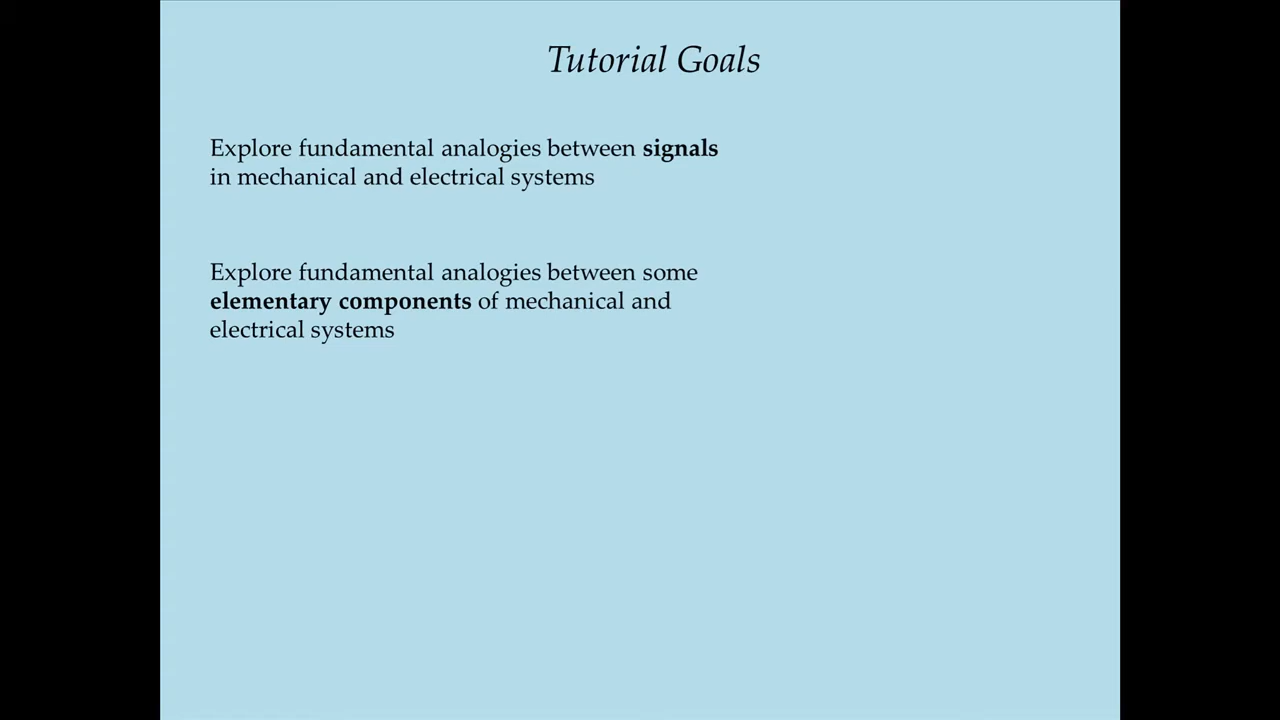 Tutorial Goals
Explore fundamental analogies between signals
in mechanical and electrical systems
Explore fundamental analogies between some
elementary components of mechanical and
electrical systems